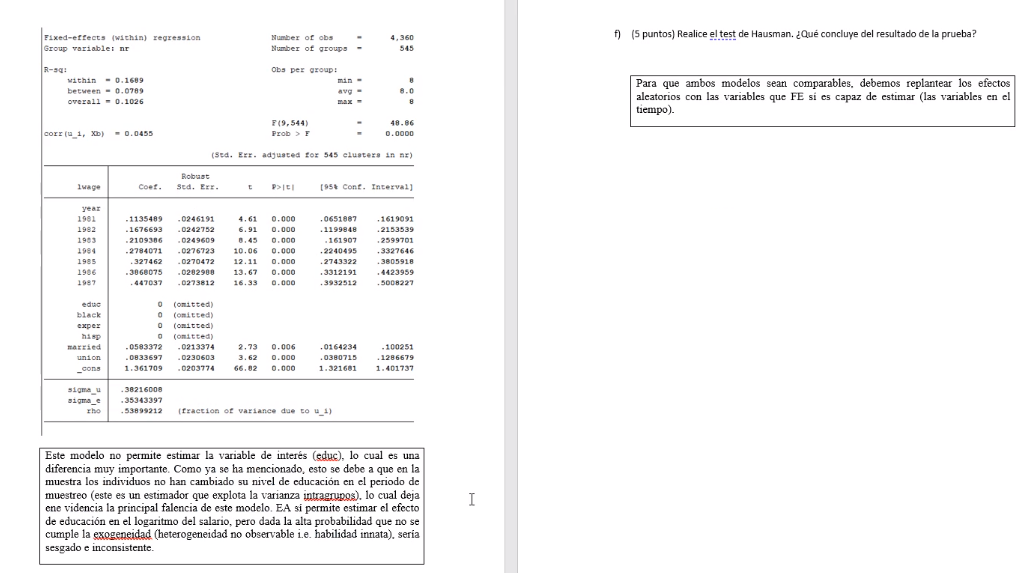 Fixed-effects (within) regression Number of obs = 4,360
Group variable: nr Number of groups = 545
R-sq: Obs per group:
within = 0.1689 min = 8
between = 0.0789 avg = 8.0
overall = 0.1026 max = 8
F(9,544) = 48.86
corr(u_i, Xb) = 0.0455 Prob > F = 0.0000
(Std. Err. adjusted for 545 clusters in nr)
Robust
lwage Coef. Std. Err. t P>|t| [95% Conf. Interval]
year
1981 .1135489 .0246191 4.61 0.000 .0651887 .1619091
1982 .1676693 .0242752 6.91 0.000 .1199848 .2153539
1983 .2109386 .0249609 8.45 0.000 .161907 .2599701
1984 .2784071 .0276723 10.06 0.000 .2240495 .3327646
1985 .327462 .0270472 12.11 0.000 .2743322 .3805918
1986 .3868075 .0282988 13.67 0.000 .3312191 .4423959
1987 .447037 .0273812 16.33 0.000 .3932512 .5008227
educ 0 (omitted)
black 0 (omitted)
exper 0 (omitted)
hisp 0 (omitted)
married .0583372 .0213374 2.73 0.006 .0164234 .100251
union .0833697 .0230603 3.62 0.000 .0380715 .1286679
_cons 1.361709 .0203774 66.82 0.000 1.321681 1.401737
sigma_u .38216008
sigma_e .35343397
rho .53899212 (fraction of variance due to u_i)
Este modelo no permite estimar la variable de interés (educ), lo cual es una
diferencia muy importante. Como ya se ha mencionado, esto se debe a que en la
muestra los individuos no han cambiado su nivel de educación en el periodo de
muestreo (este es un estimador que explota la varianza intragrupos), lo cual deja
ene videncia la principal falencia de este modelo. EA sí permite estimar el efecto
de educación en el logaritmo del salario, pero dada la alta probabilidad que no se
cumple la exogeneidad (heterogeneidad no observable i.e. habilidad innata), sería
sesgado e inconsistente.
f) (5 puntos) Realice el test de Hausman. ¿Qué concluye del resultado de la prueba?
Para que ambos modelos sean comparables, debemos replantear los efectos
aleatorios con las variables que FE si es capaz de estimar (las variables en el
tiempo).